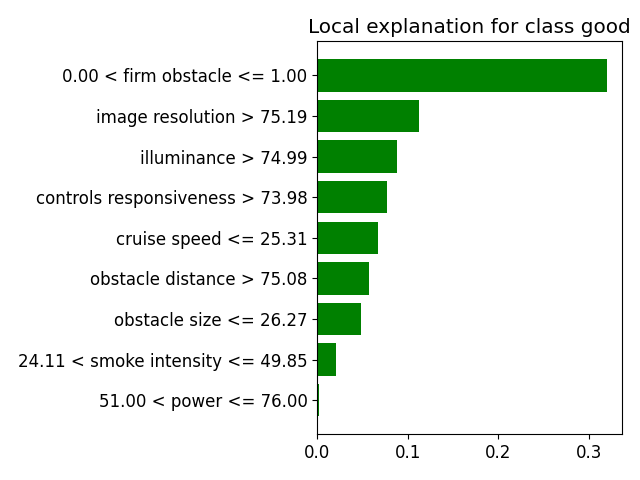 Local explanation for class good
0.00 < firm obstacle <= 1.00
image resolution > 75.19
illuminance > 74.99
controls responsiveness > 73.98
cruise speed <= 25.31
obstacle distance > 75.08
obstacle size <= 26.27
24.11 < smoke intensity <= 49.85
51.00 < power <= 76.00
0.0 0.1 0.2 0.3